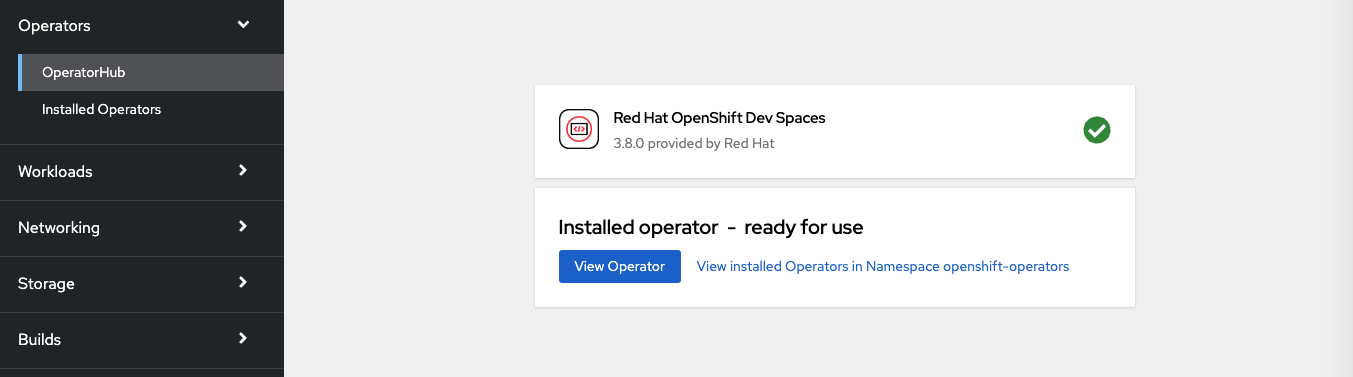 Operators
OperatorHub
Installed Operators
Workloads
Networking
Storage
Builds
Red Hat OpenShift Dev Spaces
3.8.0 provided by Red Hat
Installed operator - ready for use
View Operator
View installed Operators in Namespace openshift-operators